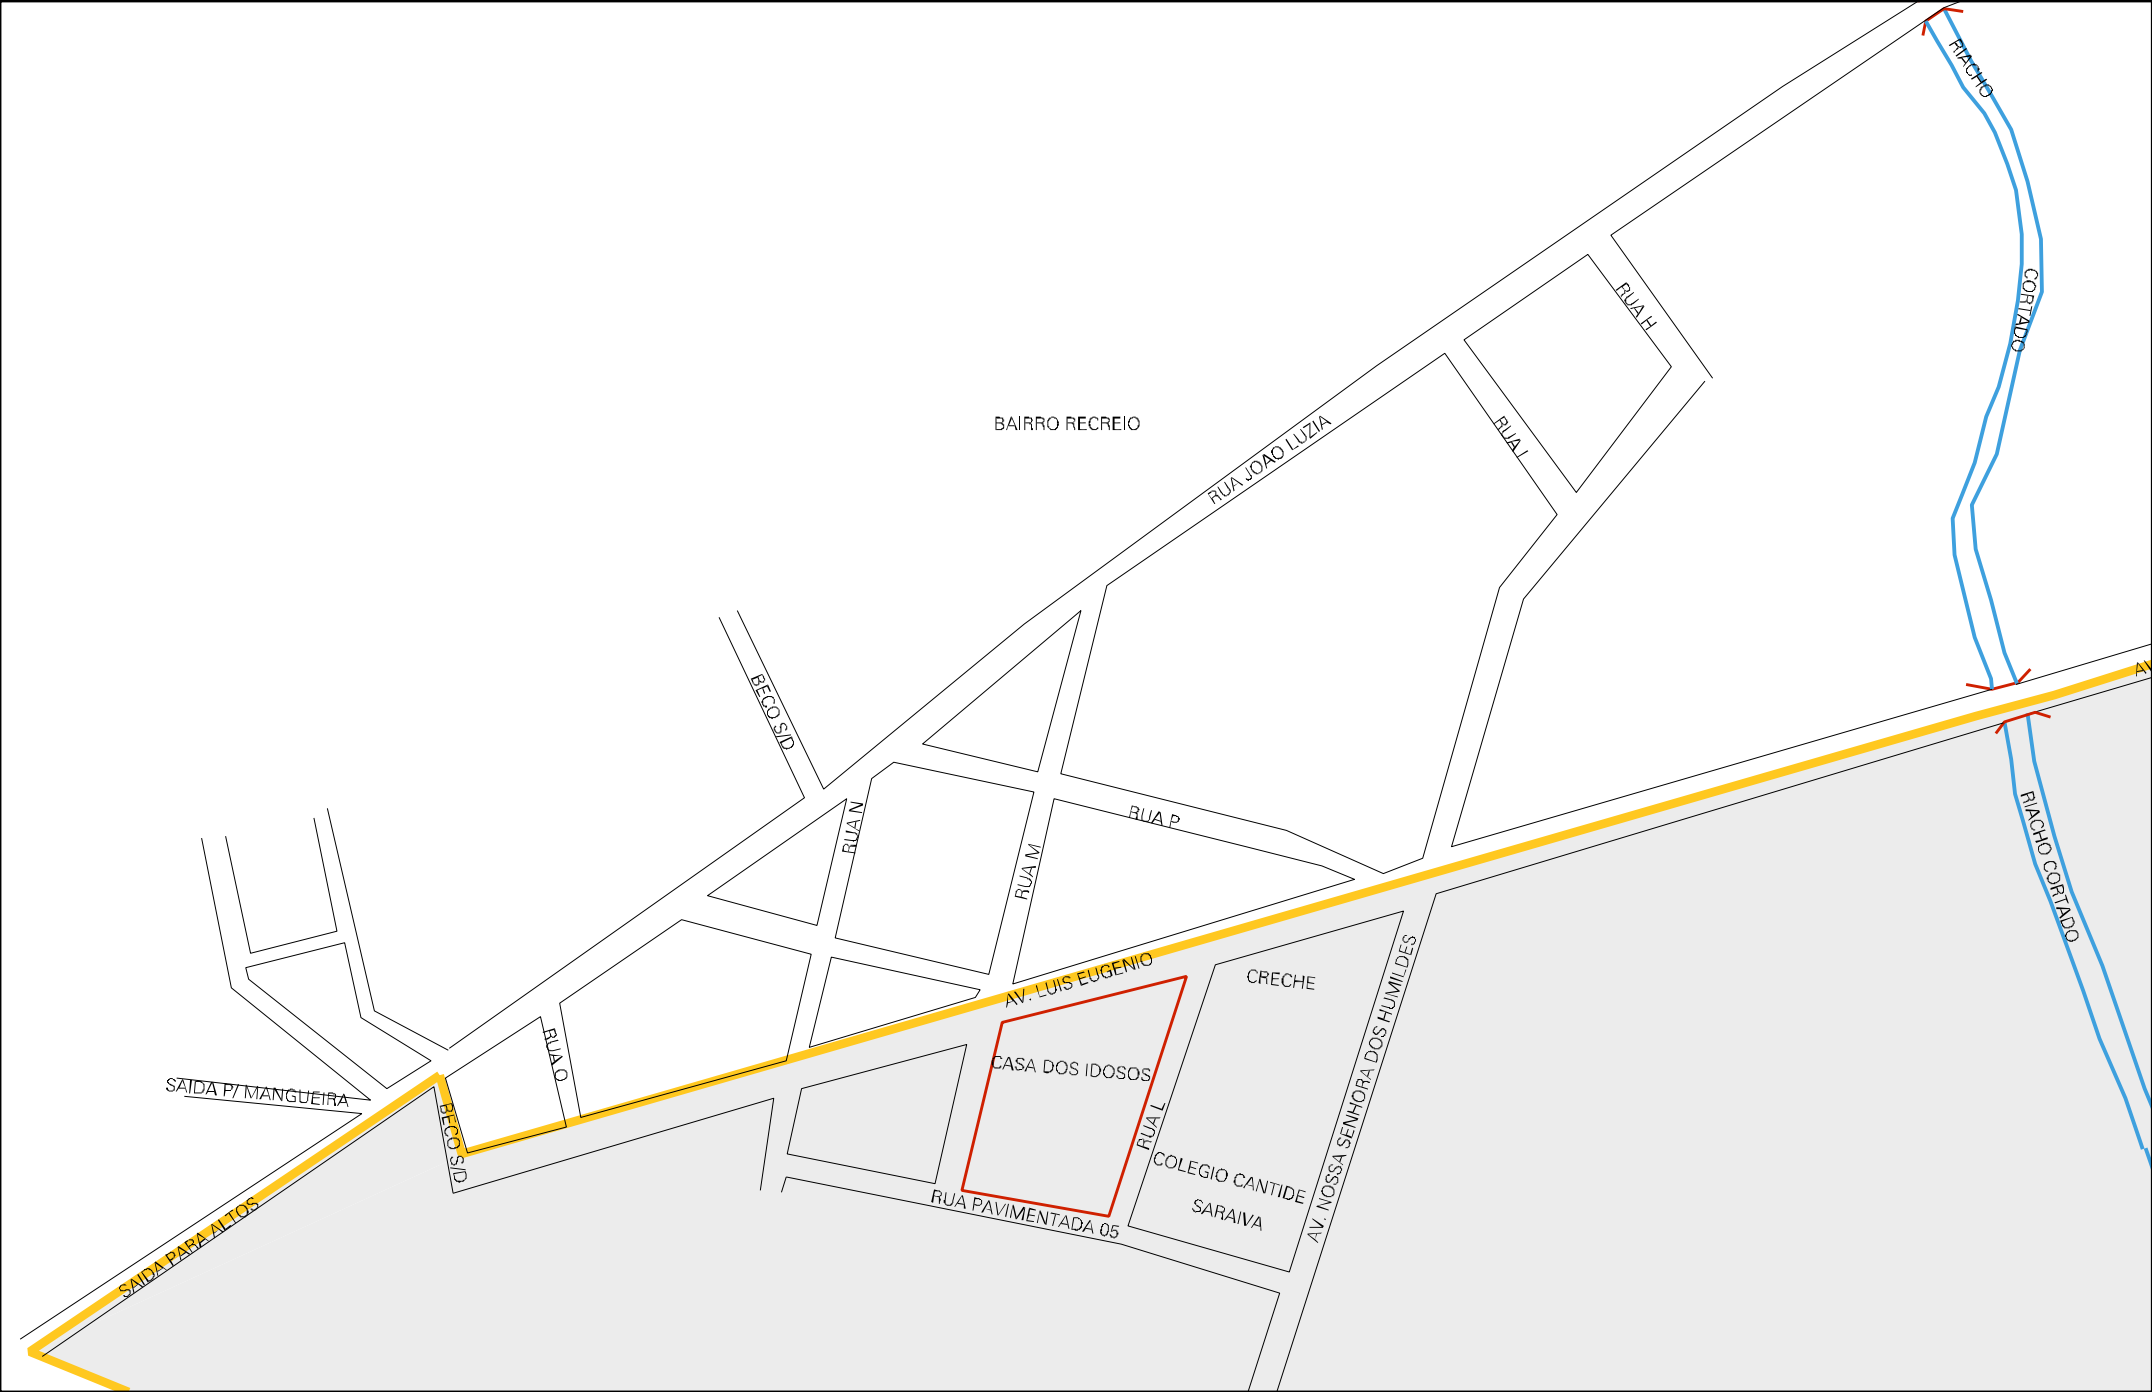 RIACHO
CORTADO
RUA H
BAIRRO RECREIO
RUA JOAO LUZIA
RUA I
BECO S/D
AV
RUA N
RUA P
RUA M
RIACHO CORTADO
AV. LUIS EUGENIO
CRECHE
AV. NOSSA SENHORA DOS HUMILDES
RUA O
CASA DOS IDOSOS
SAIDA P/ MANGUEIRA
BECO S/D
RUA L
COLEGIO CANTIDE
SARAIVA
RUA PAVIMENTADA 05
SAIDA PARA ALTOS